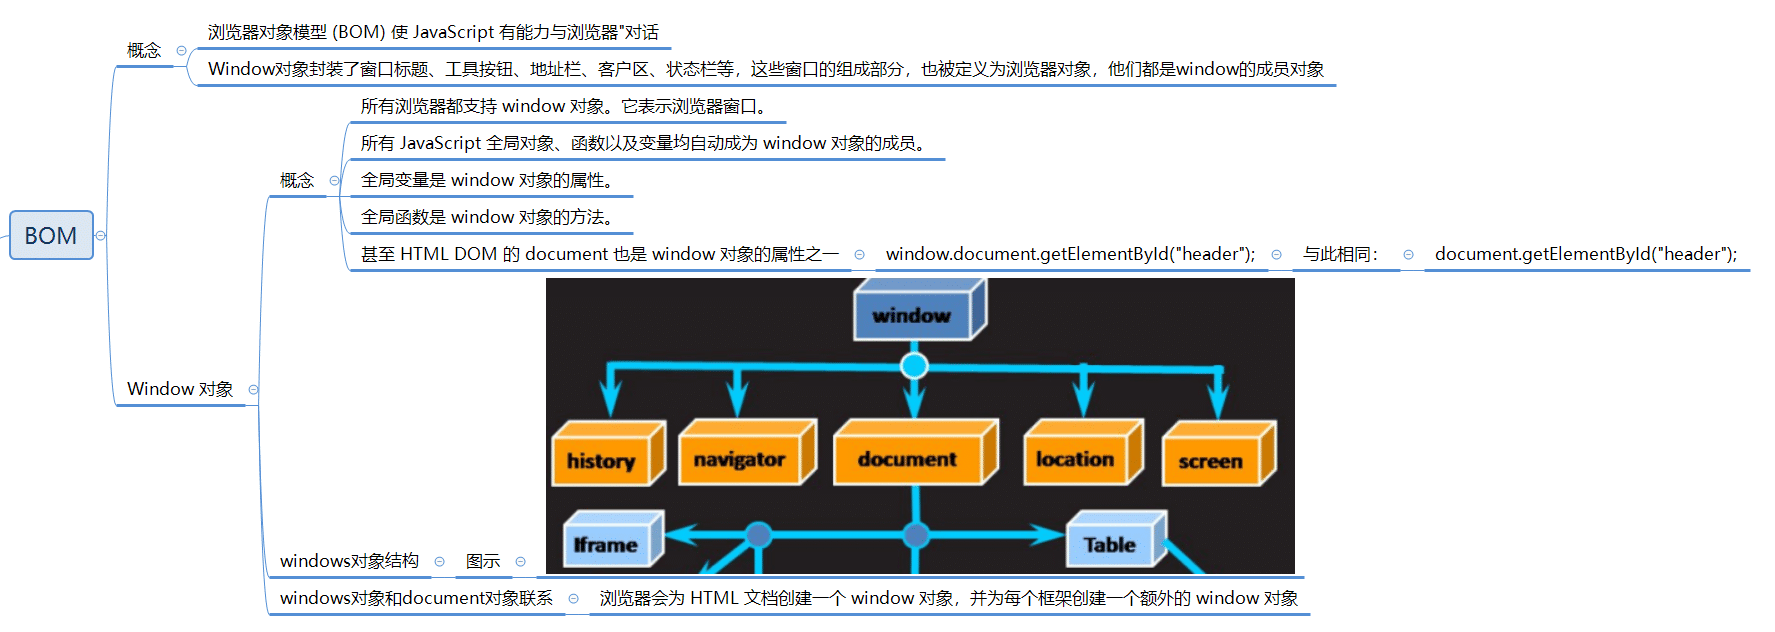 BOM
概念
浏览器对象模型 (BOM) 使 JavaScript 有能力与浏览器"对话
Window对象封装了窗口标题、工具按钮、地址栏、客户区、状态栏等，这些窗口的组成部分，也被定义为浏览器对象，他们都是window的成员对象
Window 对象
概念
所有浏览器都支持 window 对象。它表示浏览器窗口。
所有 JavaScript 全局对象、函数以及变量均自动成为 window 对象的成员。
全局变量是 window 对象的属性。
全局函数是 window 对象的方法。
甚至 HTML DOM 的 document 也是 window 对象的属性之一
window.document.getElementById("header");
与此相同：
document.getElementById("header");
windows对象结构
图示
window
history
navigator
document
location
screen
Iframe
Table
windows对象和document对象联系
浏览器会为 HTML 文档创建一个 window 对象，并为每个框架创建一个额外的 window 对象